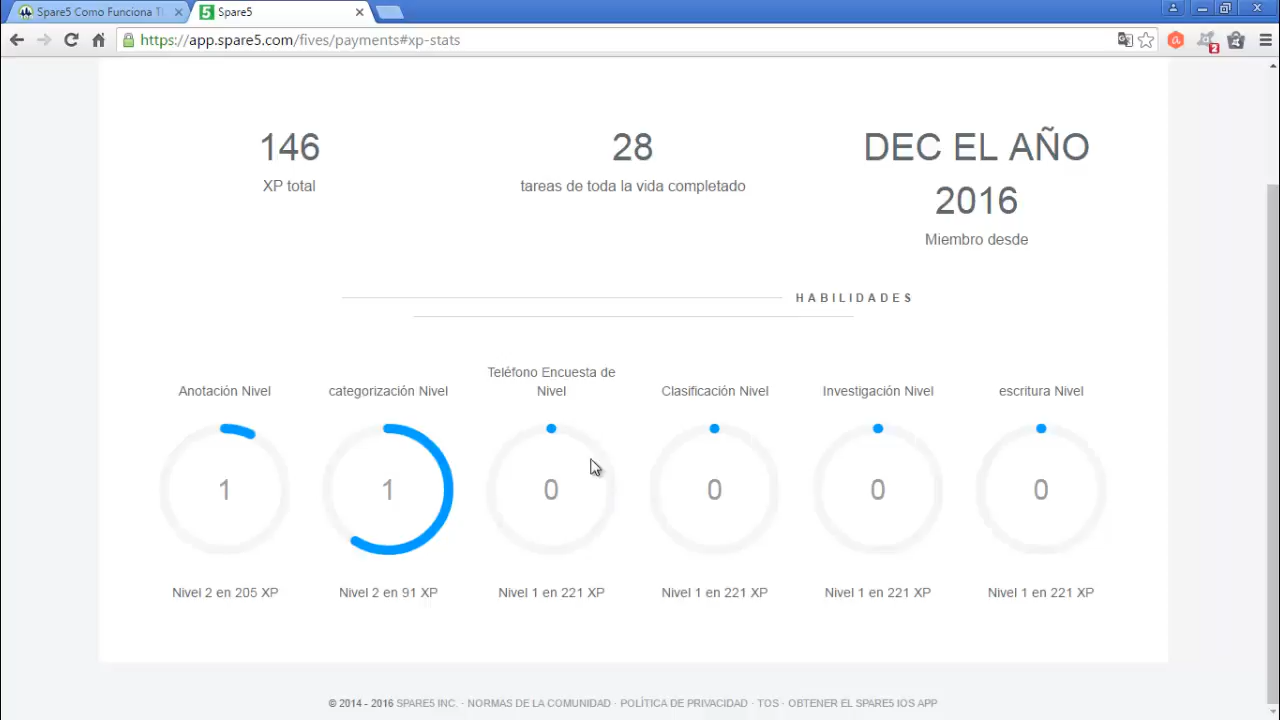 Spare5 Como Funciona Tl
Spare5
https://app.spare5.com/fives/payments#xp-stats
2
146
XP total
28
tareas de toda la vida completado
DEC EL AÑO
2016
Miembro desde
HABILIDADES
Anotación Nivel
categorización Nivel
Teléfono Encuesta de
Nivel
Clasificación Nivel
Investigación Nivel
escritura Nivel
1
1
0
0
0
0
Nivel 2 en 205 XP
Nivel 2 en 91 XP
Nivel 1 en 221 XP
Nivel 1 en 221 XP
Nivel 1 en 221 XP
Nivel 1 en 221 XP
© 2014 - 2016 SPARE5 INC. · NORMAS DE LA COMUNIDAD · POLÍTICA DE PRIVACIDAD · TOS · OBTENER EL SPARE5 IOS APP